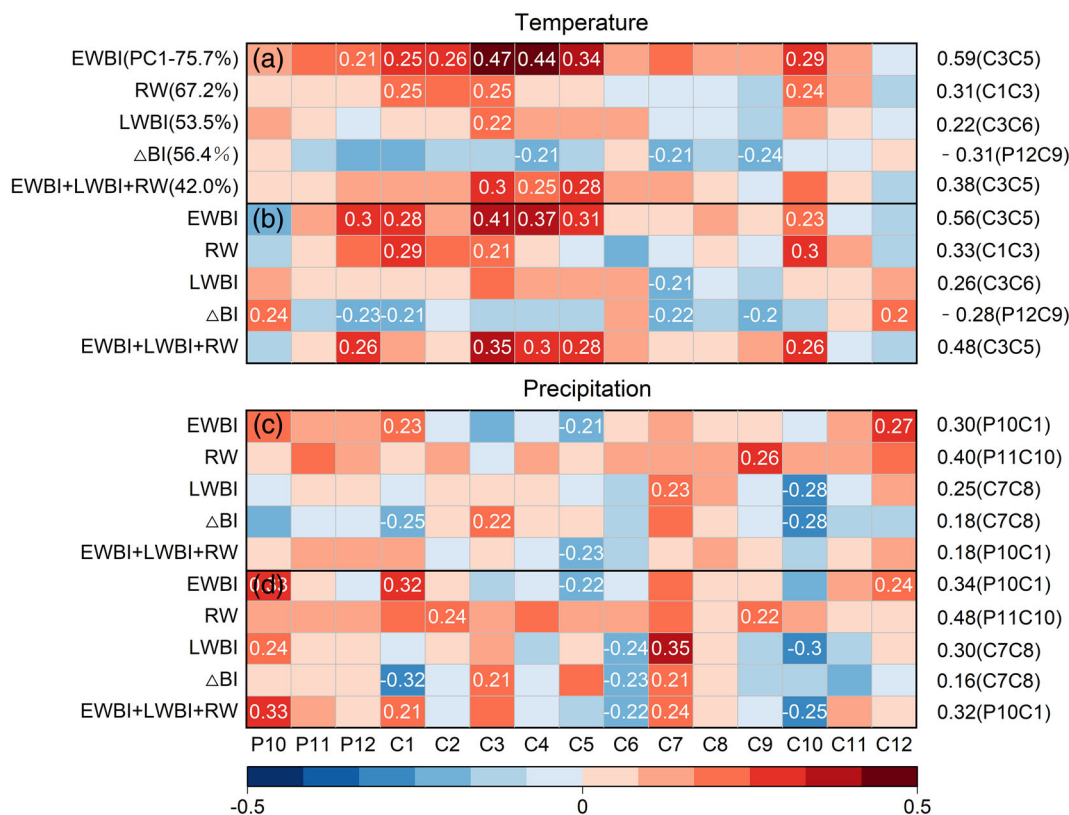 Temperature
EWBI(PC1-75.7%) (a) 0.21 0.25 0.26 0.47 0.44 0.34 0.29 0.59(C3C5)
RW(67.2%) 0.25 0.25 0.24 0.31(C1C3)
LWBI(53.5%) 0.22 0.22(C3C6)
△BI(56.4%) -0.21 -0.21 -0.24 - 0.31(P12C9)
EWBI+LWBI+RW(42.0%) 0.3 0.25 0.28 0.38(C3C5)
EWBI (b) 0.3 0.28 0.41 0.37 0.31 0.23 0.56(C3C5)
RW 0.29 0.21 0.3 0.33(C1C3)
LWBI -0.21 0.26(C3C6)
△BI 0.24 -0.23 -0.21 -0.22 -0.2 0.2 - 0.28(P12C9)
EWBI+LWBI+RW 0.26 0.35 0.3 0.28 0.26 0.48(C3C5)
Precipitation
EWBI (c) 0.23 -0.21 0.27 0.30(P10C1)
RW 0.26 0.40(P11C10)
LWBI 0.23 -0.28 0.25(C7C8)
△BI -0.25 0.22 -0.28 0.18(C7C8)
EWBI+LWBI+RW -0.23 0.18(P10C1)
EWBI (d) 0.33 0.32 -0.22 0.24 0.34(P10C1)
RW 0.24 0.22 0.48(P11C10)
LWBI 0.24 -0.24 0.35 -0.3 0.30(C7C8)
△BI -0.32 0.21 -0.23 0.21 0.16(C7C8)
EWBI+LWBI+RW 0.33 0.21 -0.22 0.24 -0.25 0.32(P10C1)
P10 P11 P12 C1 C2 C3 C4 C5 C6 C7 C8 C9 C10 C11 C12
-0.5 0 0.5